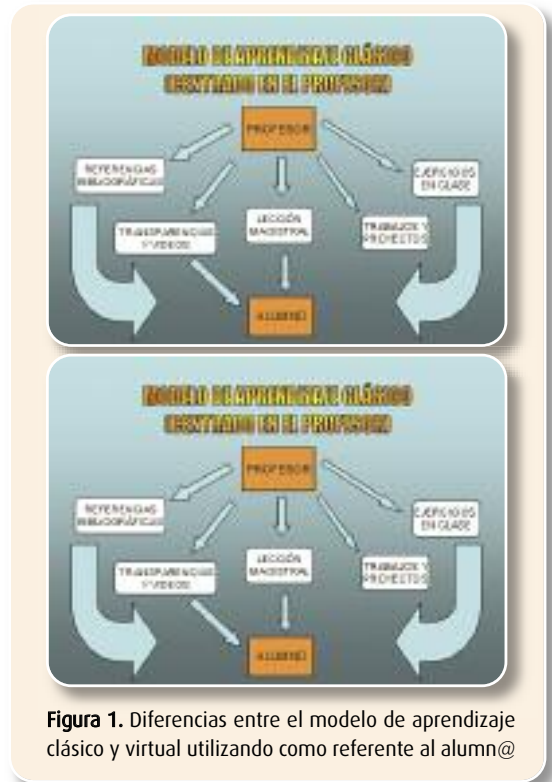 MODELO DE APRENDIZAJE CLÁSICO
(CENTRADO EN EL PROFESOR)
PROFESOR
REFERENCIAS
BIBLIOGRÁFICAS
EJERCICIOS
EN CLASE
TRANSPARENCIAS
Y VIDEOS
LECCIÓN
MAGISTRAL
TRABAJOS Y
PROYECTOS
ALUMNO
MODELO DE APRENDIZAJE CLÁSICO
(CENTRADO EN EL PROFESOR)
PROFESOR
REFERENCIAS
BIBLIOGRÁFICAS
EJERCICIOS
EN CLASE
TRANSPARENCIAS
Y VIDEOS
LECCIÓN
MAGISTRAL
TRABAJOS Y
PROYECTOS
ALUMNO
Figura 1. Diferencias entre el modelo de aprendizaje
clásico y virtual utilizando como referente al alumn@